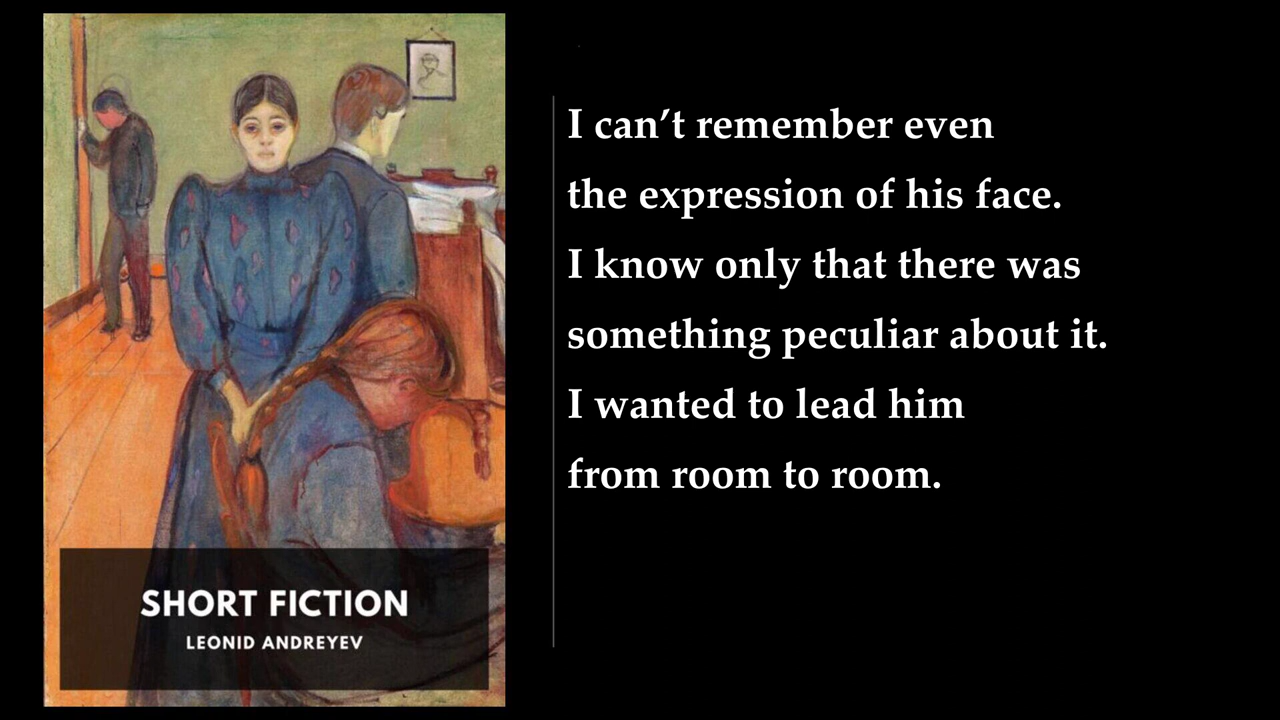 SHORT FICTION
LEONID ANDREYEV
I can’t remember even
the expression of his face.
I know only that there was
something peculiar about it.
I wanted to lead him
from room to room.